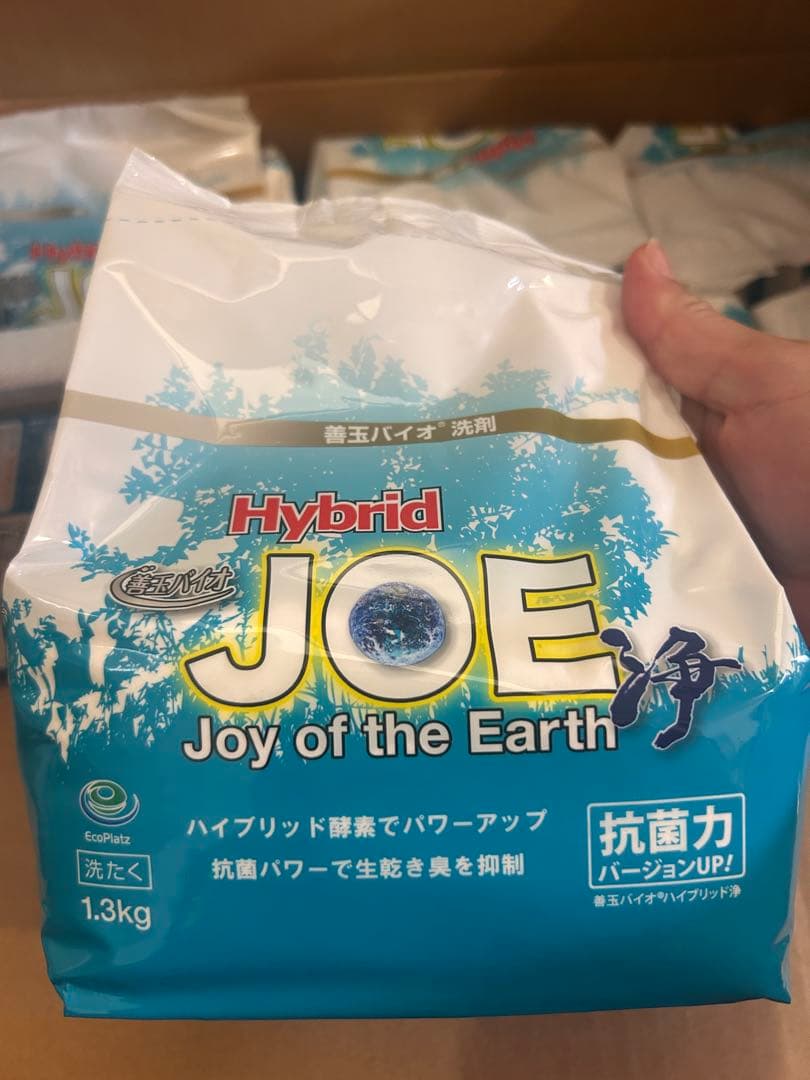 善玉バイオ® 洗剤
Hybrid
善玉バイオ
JOE
浄
Joy of the Earth
EcoPlatz
洗たく
1.3kg
ハイブリッド酵素でパワーアップ
抗菌パワーで生乾き臭を抑制
抗菌力
バージョンUP!
善玉バイオ®ハイブリッド浄